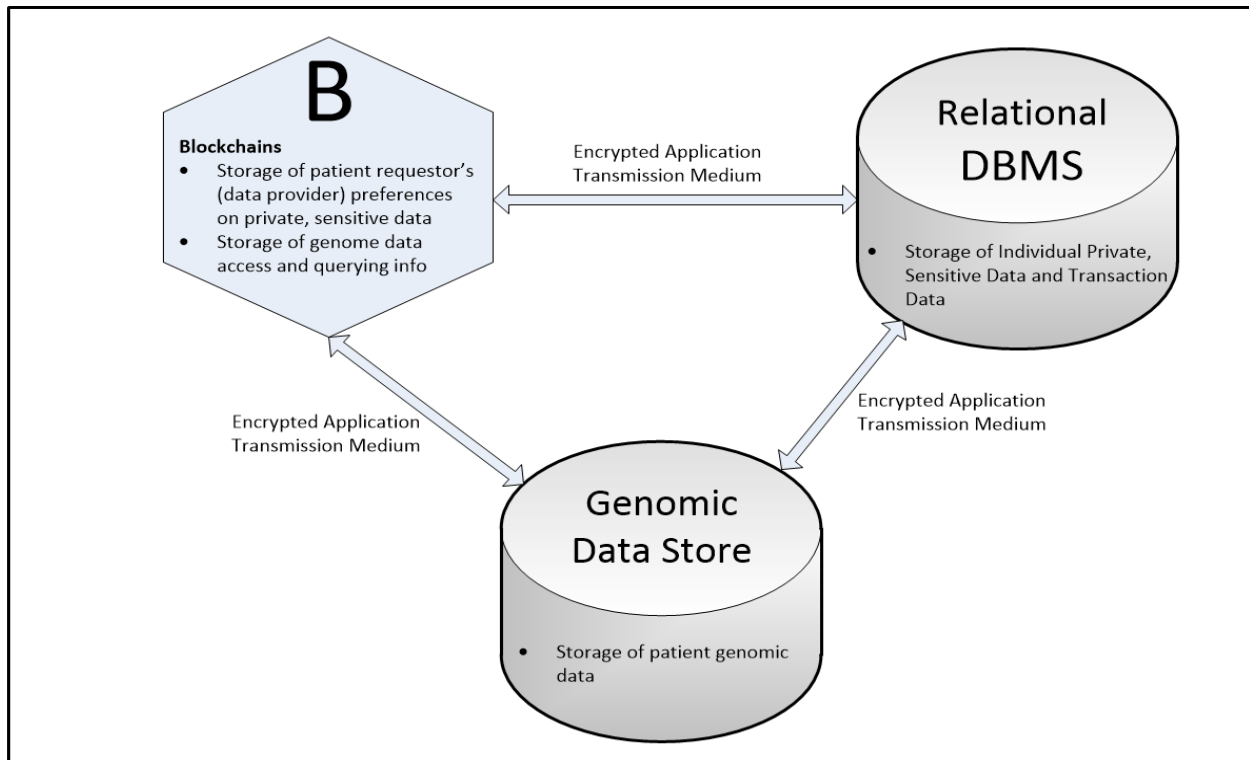 B
Blockchains
• Storage of patient requestor's
(data provider) preferences
on private, sensitive data
• Storage of genome data
access and querying info
Encrypted Application
Transmission Medium
Relational
DBMS
• Storage of Individual Private,
Sensitive Data and Transaction
Data
Encrypted Application
Transmission Medium
Encrypted Application
Transmission Medium
Genomic
Data Store
• Storage of patient genomic
data